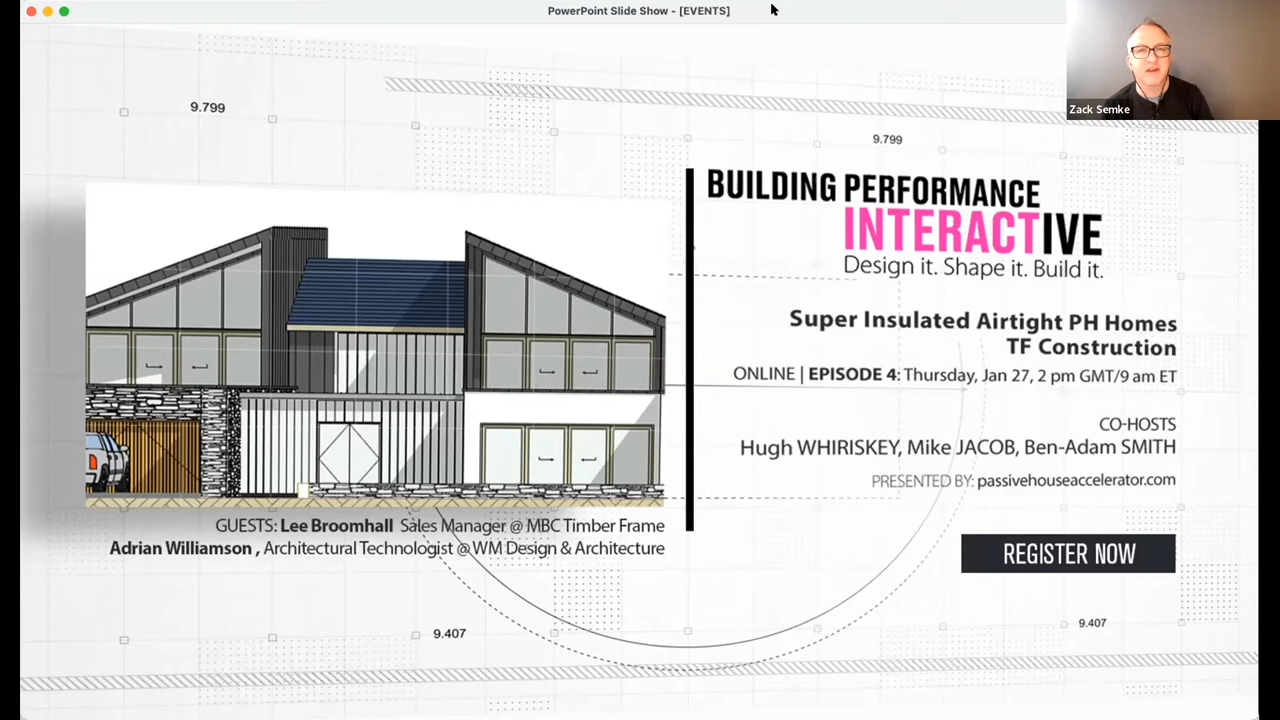 PowerPoint Slide Show - [EVENTS]
Zack Semke
9.799
9.799
BUILDING PERFORMANCE
INTERACTIVE
Design it. Shape it. Build it.
Super Insulated Airtight PH Homes
TF Construction
ONLINE | EPISODE 4: Thursday, Jan 27, 2 pm GMT/9 am ET
CO-HOSTS
Hugh WHIRISKEY, Mike JACOB, Ben-Adam SMITH
PRESENTED BY: passivehouseaccelerator.com
GUESTS: Lee Broomhall Sales Manager @ MBC Timber Frame
Adrian Williamson , Architectural Technologist @ WM Design & Architecture
REGISTER NOW
9.407
9.407